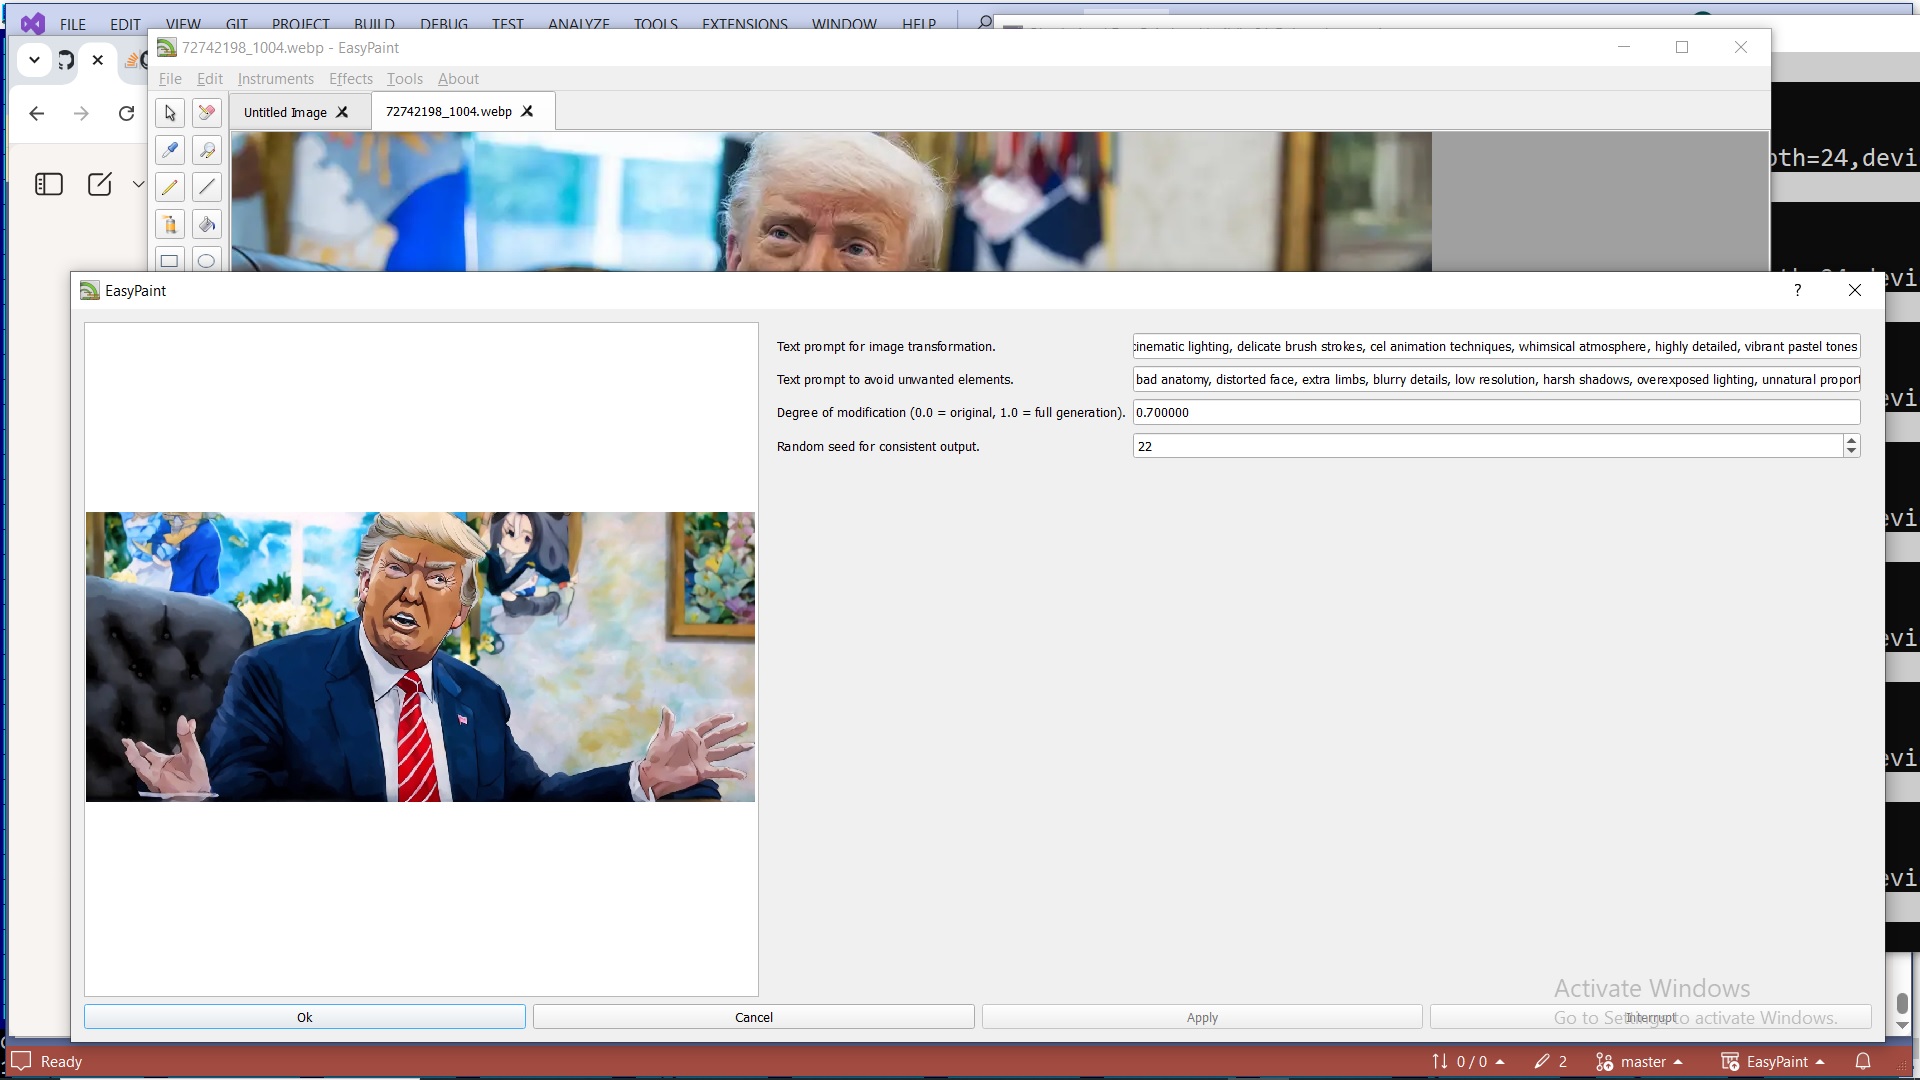 FILE EDIT VIEW GIT PROJECT BUILD DEBUG TEST ANALYZE TOOLS EXTENSIONS WINDOW HELP
72742198_1004.webp - EasyPaint
File Edit Instruments Effects Tools About
Untitled Image 72742198_1004.webp
pth=24,devi
evi
EasyPaint ?
Text prompt for image transformation. inematic lighting, delicate brush strokes, cel animation techniques, whimsical atmosphere, highly detailed, vibrant pastel tones
Text prompt to avoid unwanted elements. bad anatomy, distorted face, extra limbs, blurry details, low resolution, harsh shadows, overexposed lighting, unnatural propor
evi
Degree of modification (0.0 = original, 1.0 = full generation). 0.700000
Random seed for consistent output. 22
evi
evi
evi
evi
Activate Windows
Ok Cancel Apply Interrupt
Go to Settings to activate Windows.
Ready 0 / 0 2 master EasyPaint